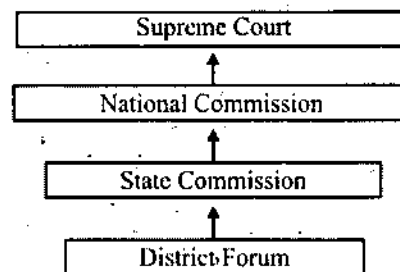 Supreme Court
National Commission
State Commission
District Forum